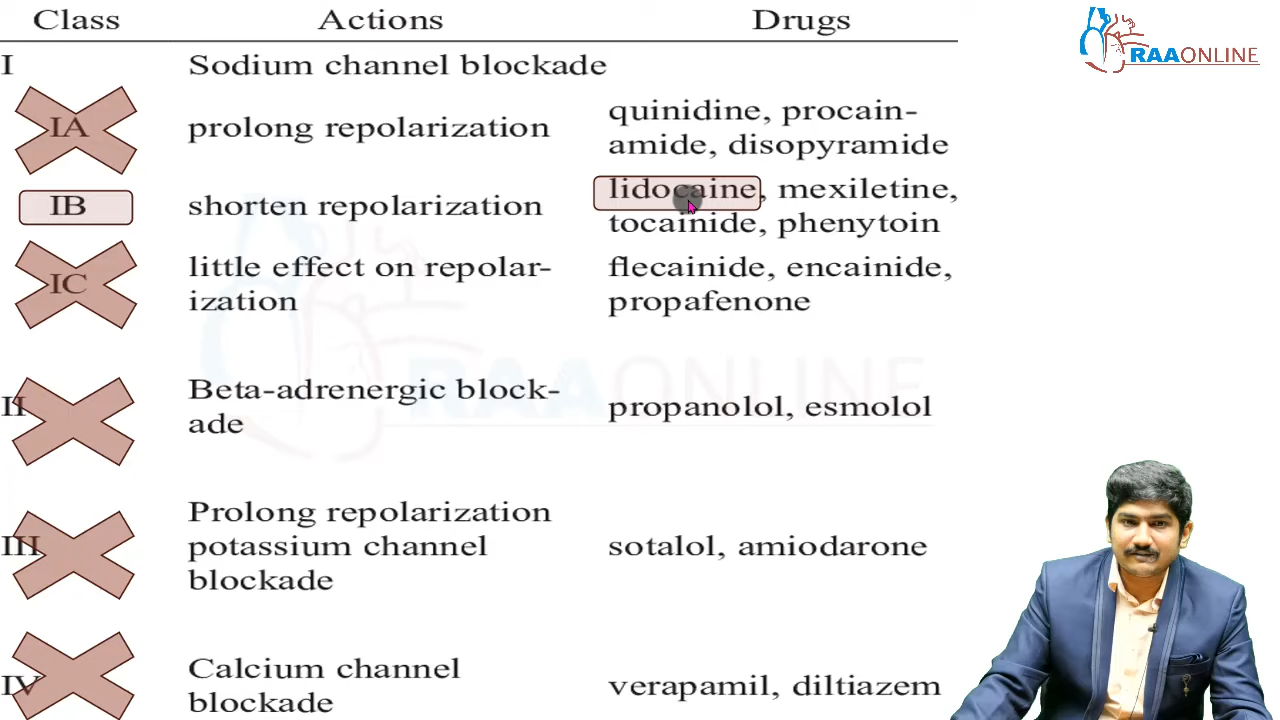 Class Actions Drugs
I Sodium channel blockade
IA prolong repolarization quinidine, procain-
amide, disopyramide
IB shorten repolarization lidocaine, mexiletine,
tocainide, phenytoin
IC little effect on repolar-
ization flecainide, encainide,
propafenone
II Beta-adrenergic block-
ade propanolol, esmolol
III Prolong repolarization
potassium channel
blockade sotalol, amiodarone
IV Calcium channel
blockade verapamil, diltiazem
RAAONLINE
RAAONLINE